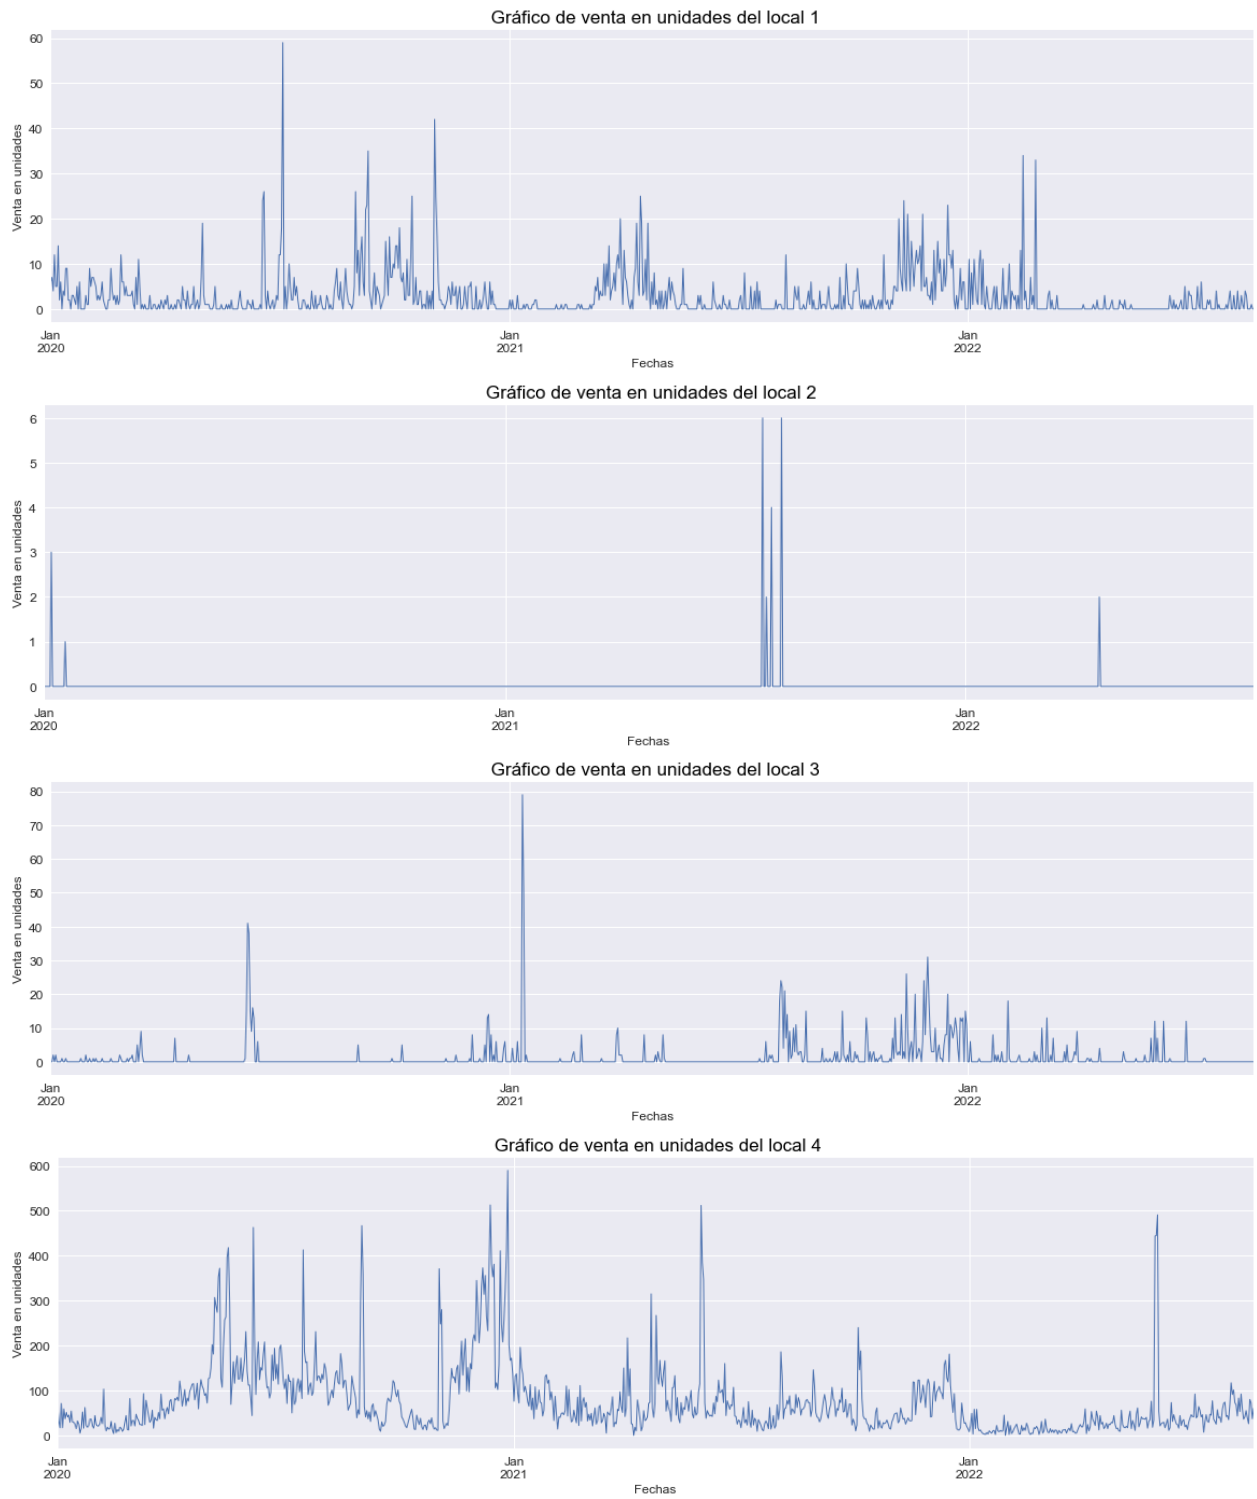 Gráfico de venta en unidades del local 1
60
50
40
30
20
10
0
Venta en unidades
Jan
2020
Jan
2021
Jan
2022
Fechas
Gráfico de venta en unidades del local 2
6
5
4
3
2
1
0
Venta en unidades
Jan
2020
Jan
2021
Jan
2022
Fechas
Gráfico de venta en unidades del local 3
80
70
60
50
40
30
20
10
0
Venta en unidades
Jan
2020
Jan
2021
Jan
2022
Fechas
Gráfico de venta en unidades del local 4
600
500
400
300
200
100
0
Venta en unidades
Jan
2020
Jan
2021
Jan
2022
Fechas